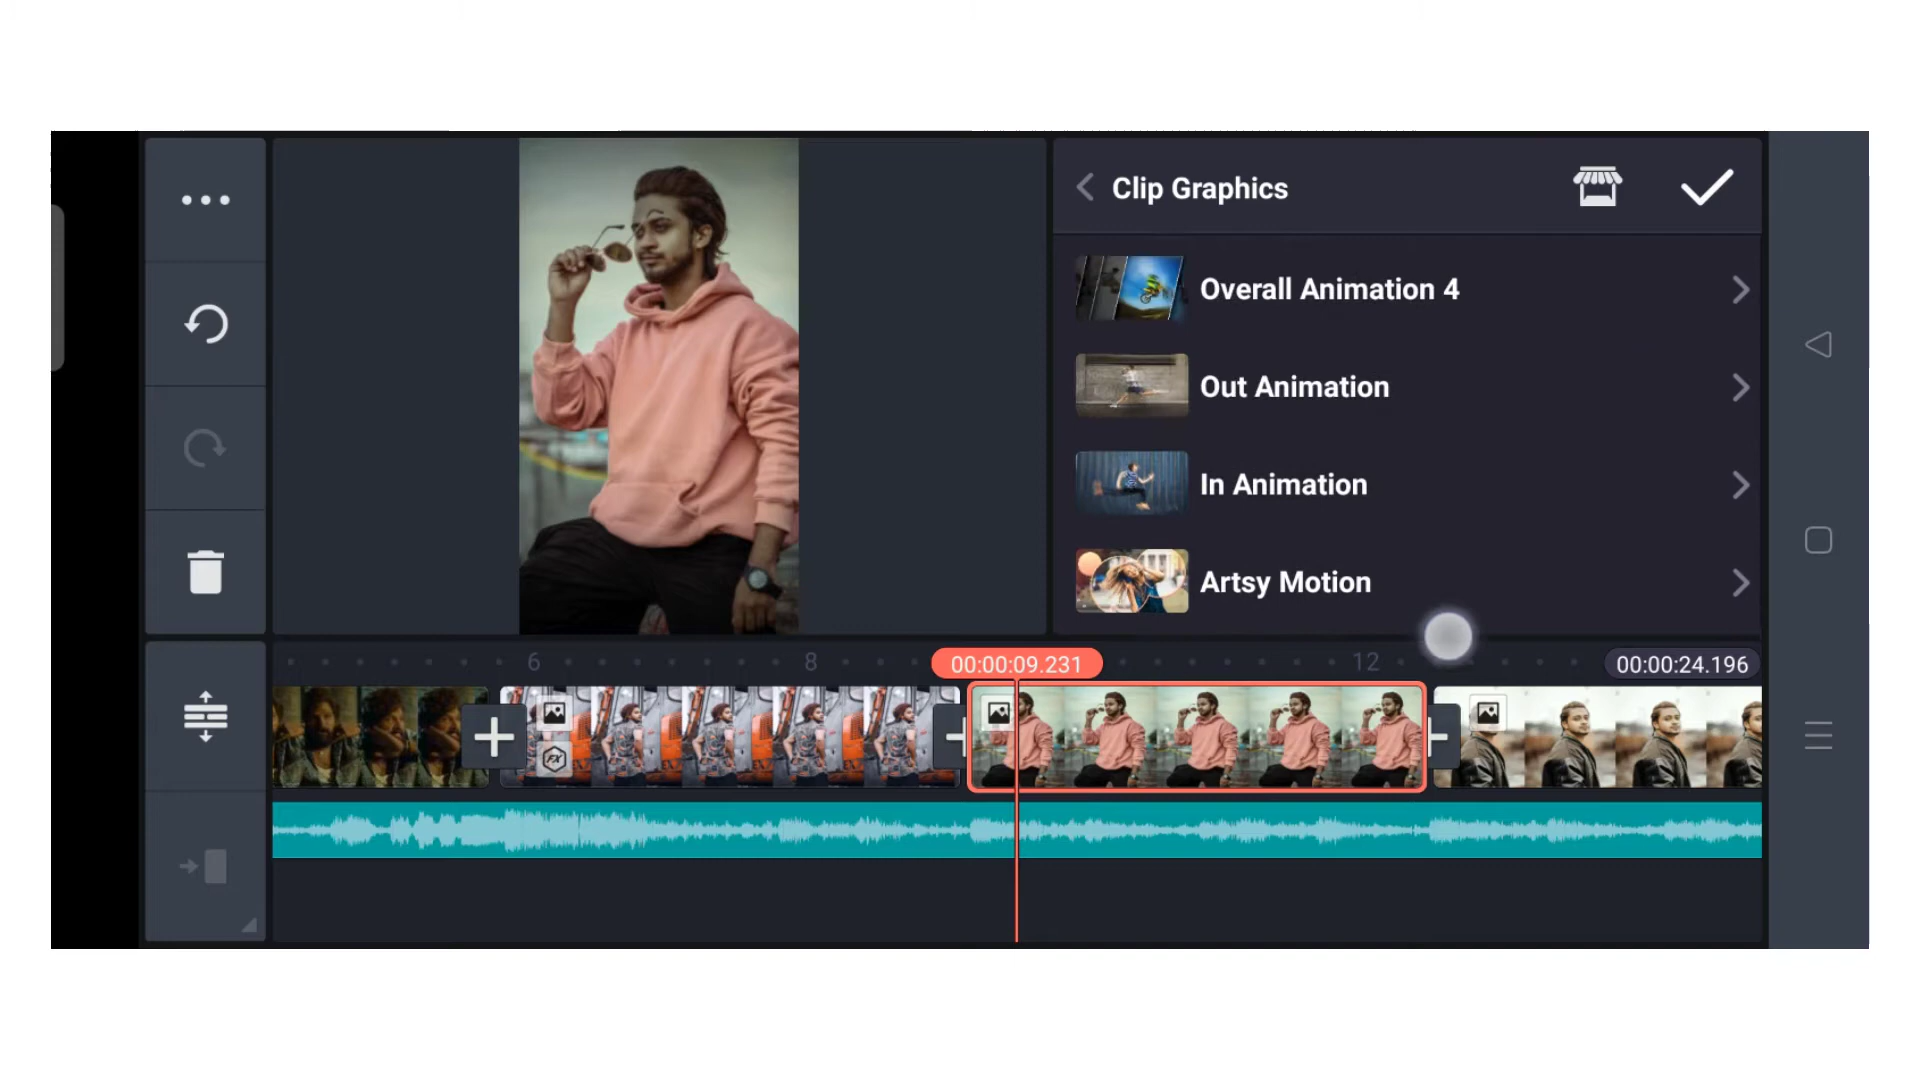 Clip Graphics
Overall Animation 4
Out Animation
In Animation
Artsy Motion
6
8
00:00:09.231
12
00:00:24.196
FX